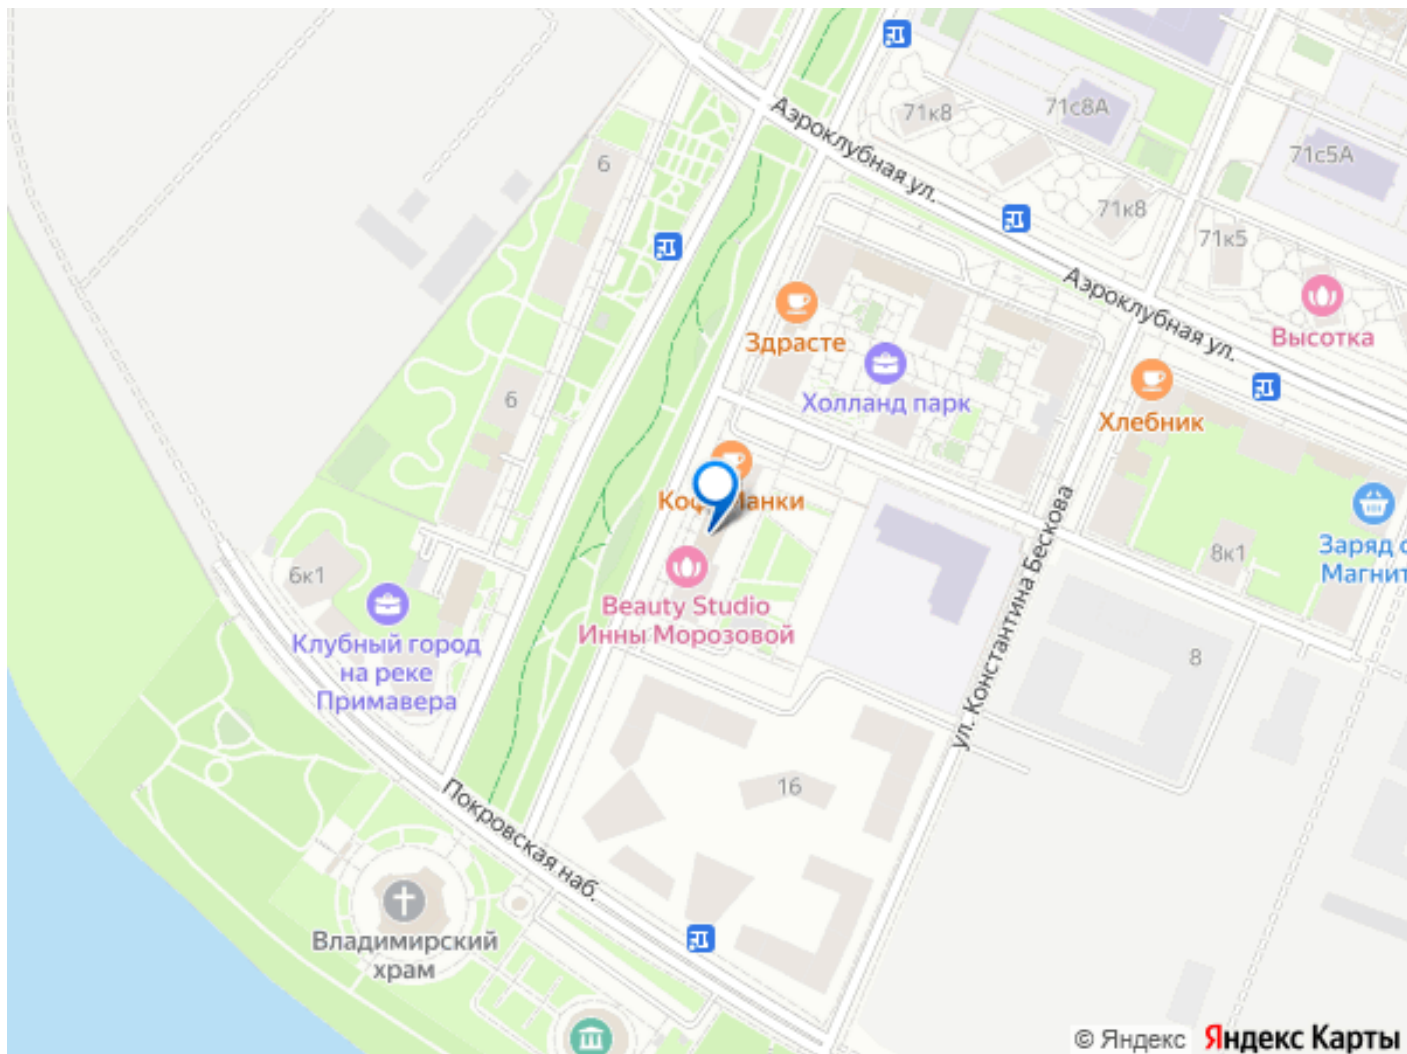 71к8
71с8А
71с5А
Аэроклубная ул.
6
71к8
71к5
Аэроклубная ул.
Здрасте
Высотка
Холланд парк
6
Хлебник
8к1
Заряд
Магнит
Beauty Studio
Инны Морозовой
6к1
Клубный город
на реке
Примавера
ул. Константина Бескова
8
16
Покровская наб.
Владимирский
храм
© Яндекс Яндекс Карты